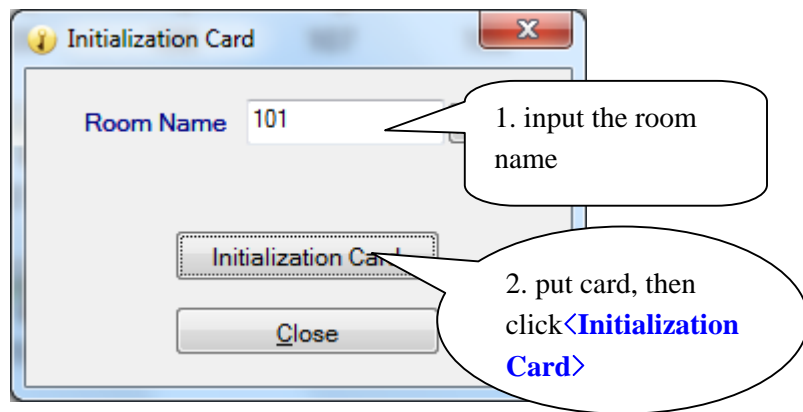 Initialization Card
Room Name 101
1. input the room
name
Initialization Card
2. put card, then
click<Initialization
Card>
Close